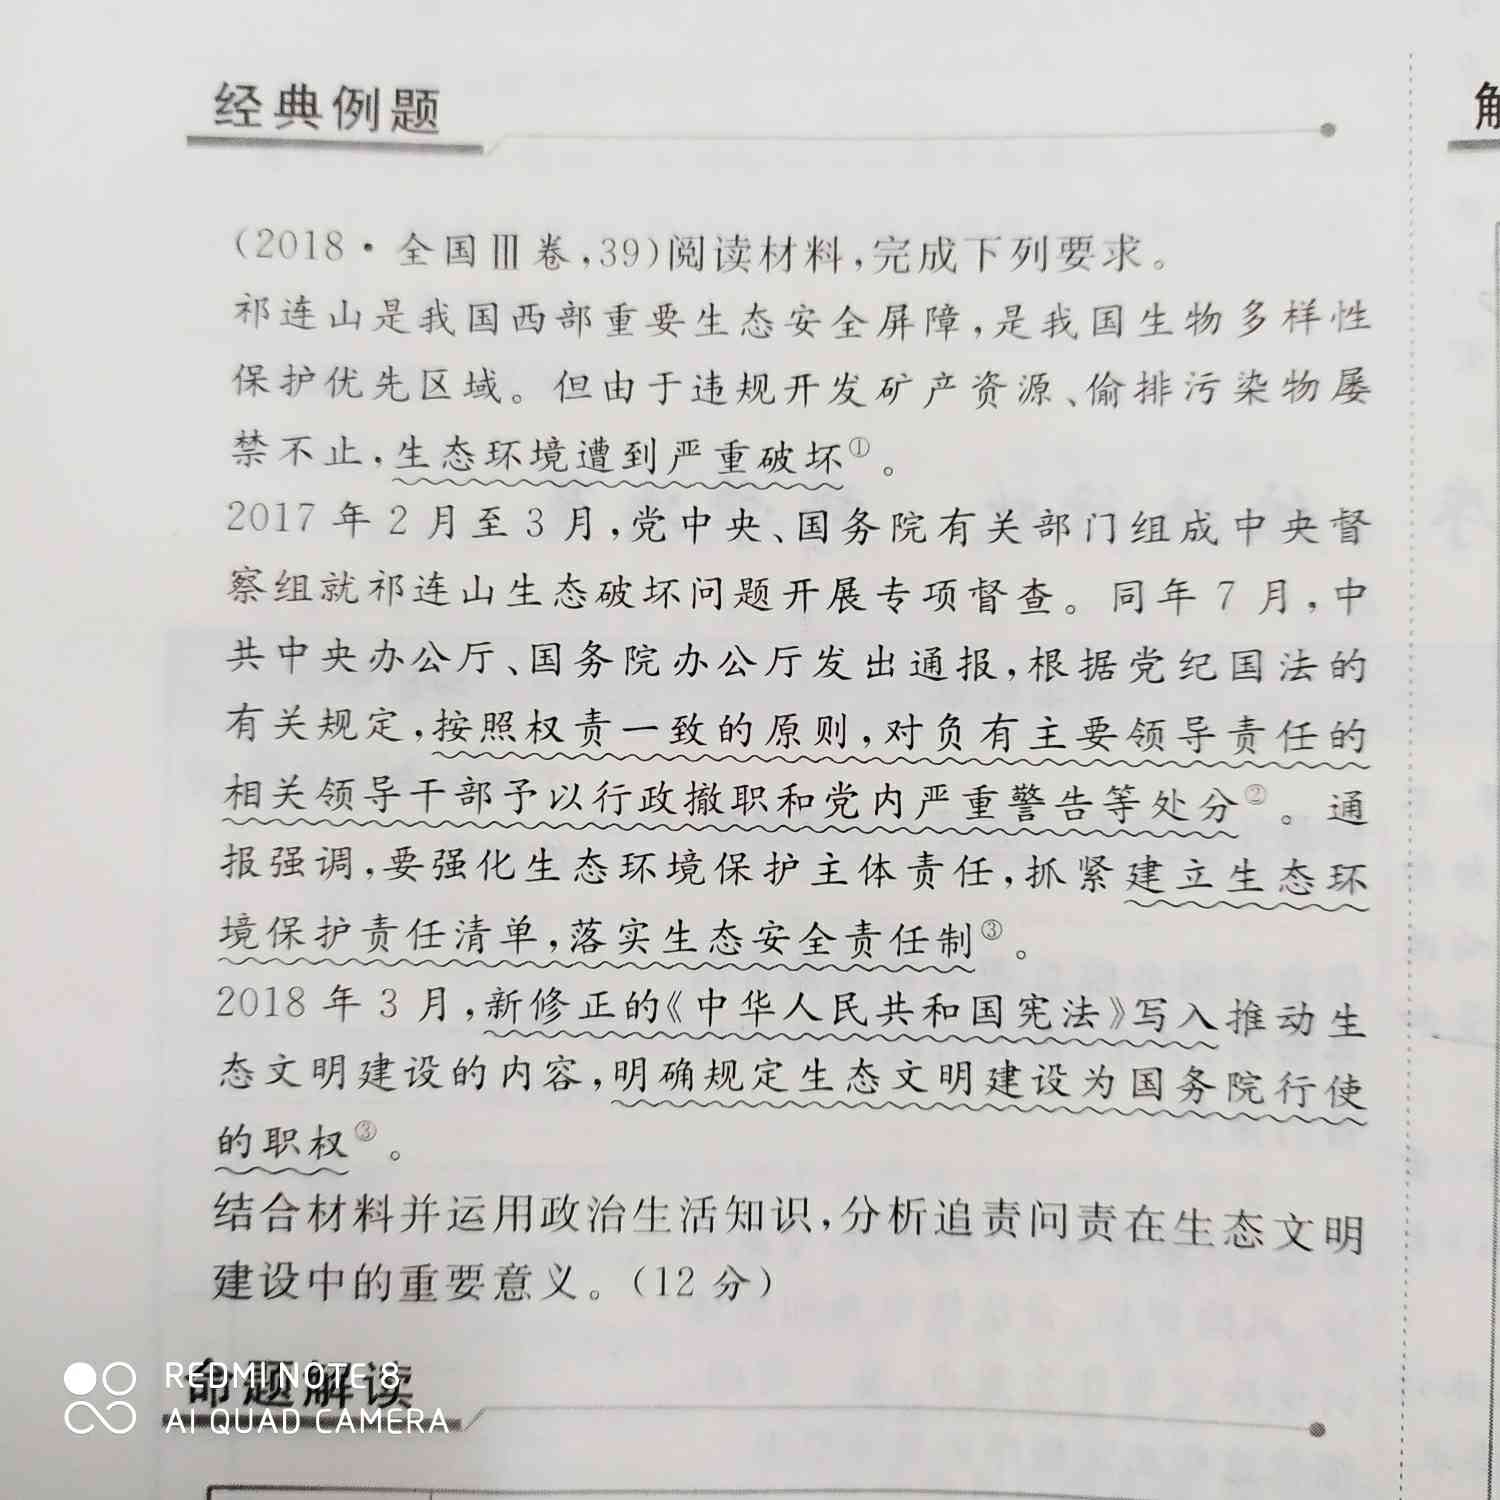 经典例题
解
(2018·全国Ⅲ卷,39)阅读材料,完成下列要求。
祁连山是我国西部重要生态安全屏障,是我国生物多样性
保护优先区域。但由于违规开发矿产资源、偷排污染物屡
禁不止,生态环境遭到严重破坏①。
2017年2月至3月,党中央、国务院有关部门组成中央督
察组就祁连山生态破坏问题开展专项督查。同年7月,中
共中央办公厅、国务院办公厅发出通报,根据党纪国法的
有关规定,按照权责一致的原则,对负有主要领导责任的
相关领导干部予以行政撤职和党内严重警告等处分②。通
报强调,要强化生态环境保护主体责任,抓紧建立生态环
境保护责任清单,落实生态安全责任制③。
2018年3月,新修正的《中华人民共和国宪法》写入推动生
态文明建设的内容,明确规定生态文明建设为国务院行使
的职权③。
结合材料并运用政治生活知识,分析追责问责在生态文明
建设中的重要意义。(12分)
命题解读
REDMI NOTE 8
AI QUAD CAMERA